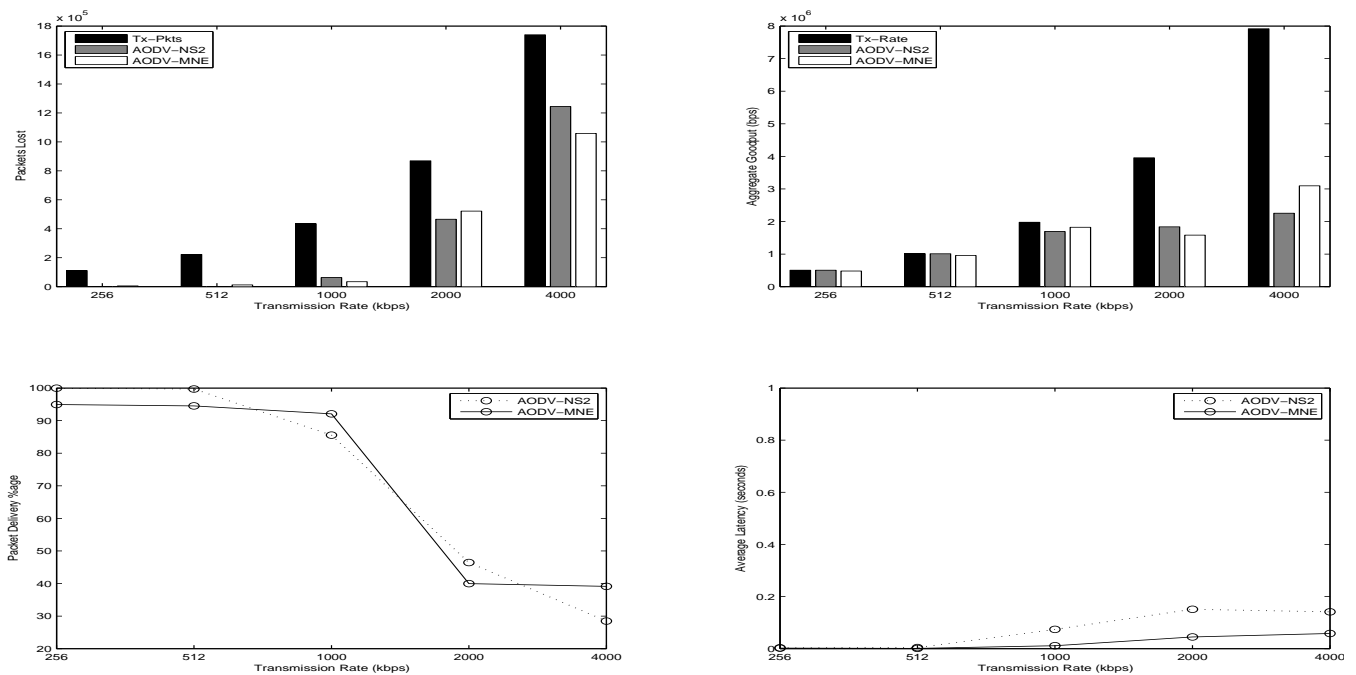 x 10^5
18
16
14
12
10
8
6
4
2
0
Packets Lost
Tx-Pkts
AODV-NS2
AODV-MNE
256 512 1000 2000 4000
Transmission Rate (kbps)
x 10^6
8
7
6
5
4
3
2
1
0
Aggregate Goodput (bps)
Tx-Rate
AODV-NS2
AODV-MNE
256 512 1000 2000 4000
Transmission Rate (kbps)
100
90
80
70
60
50
40
30
20
Packet Delivery %age
AODV-NS2
AODV-MNE
256 512 1000 2000 4000
Transmission Rate (kbps)
1
0.8
0.6
0.4
0.2
0
Average Latency (seconds)
AODV-NS2
AODV-MNE
256 512 1000 2000 4000
Transmission Rate (kbps)